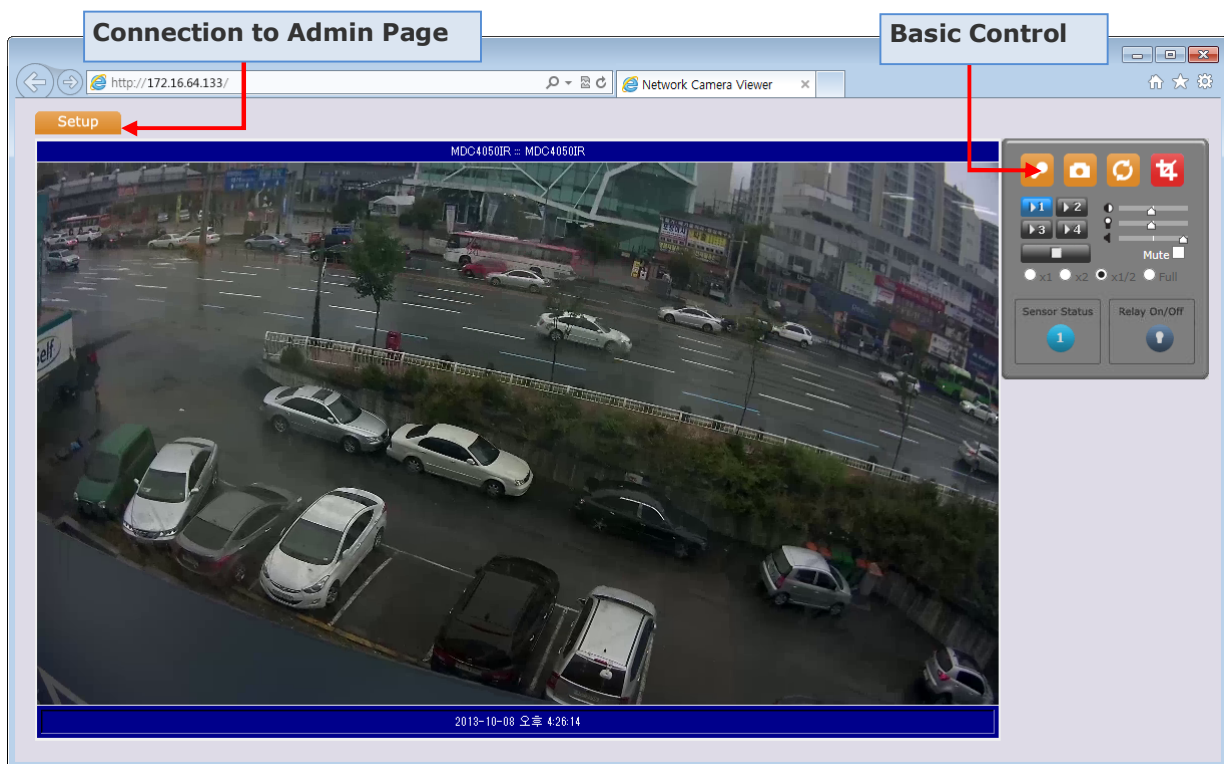 Connection to Admin Page
Basic Control
http://172.16.64.133/
Network Camera Viewer
Setup
MDC4050IR ::: MDC4050IR
1
2
3
4
Mute
x1
x2
x1/2
Full
Sensor Status
Relay On/Off
1
elf
2013-10-08 오후 4:26:14